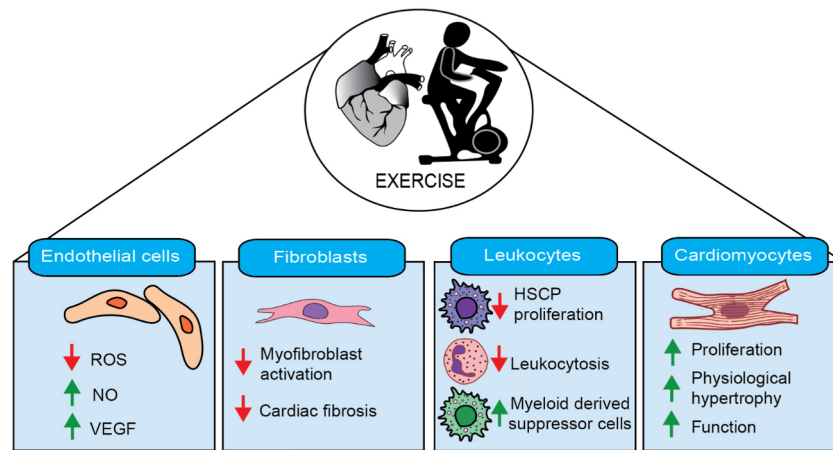 EXERCISE
Endothelial cells
ROS
NO
VEGF
Fibroblasts
Myofibroblast
activation
Cardiac fibrosis
Leukocytes
HSCP
proliferation
Leukocytosis
Myeloid derived
suppressor cells
Cardiomyocytes
Proliferation
Physiological
hypertrophy
Function